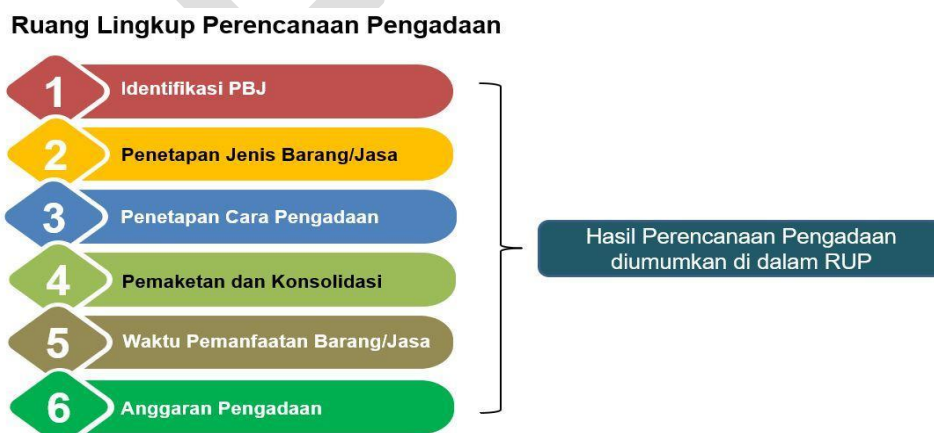 Ruang Lingkup Perencanaan Pengadaan
1 Identifikasi PBJ
2 Penetapan Jenis Barang/Jasa
3 Penetapan Cara Pengadaan
4 Pemaketan dan Konsolidasi
5 Waktu Pemanfaatan Barang/Jasa
6 Anggaran Pengadaan
Hasil Perencanaan Pengadaan
diumumkan di dalam RUP